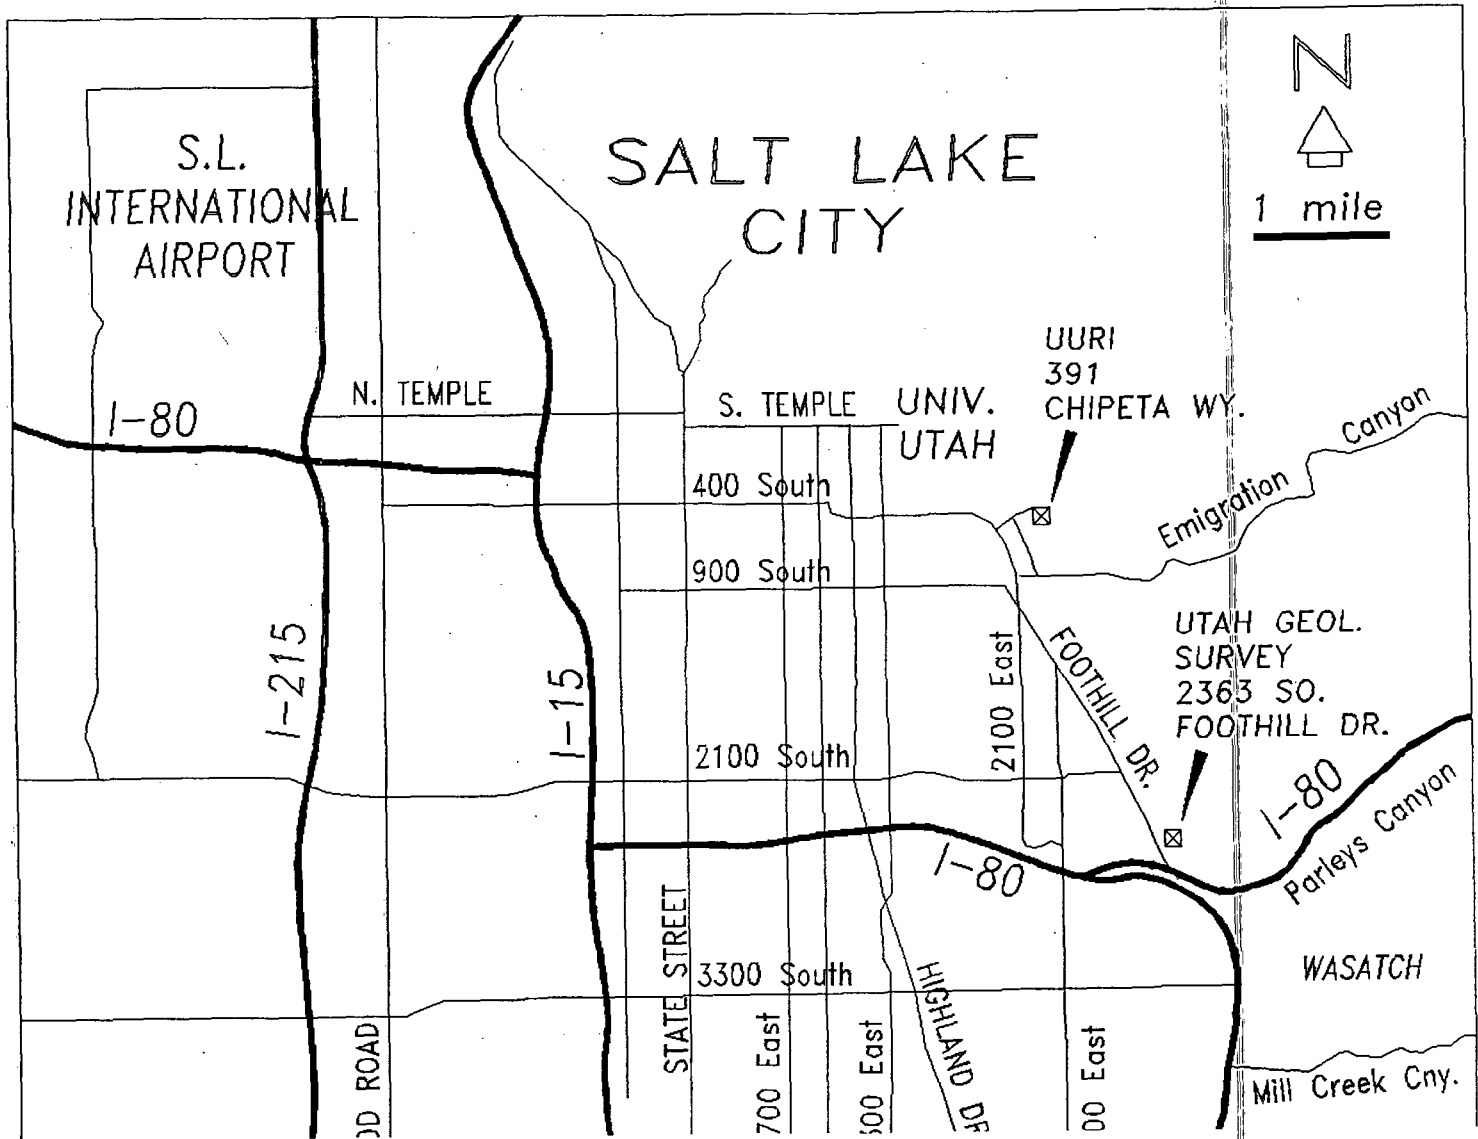 N
S.L.
INTERNATIONAL
AIRPORT
SALT LAKE
CITY
1 mile
UURI
391
CHIPETA WY.
N. TEMPLE
S. TEMPLE
UNIV.
UTAH
I-80
Emigration Canyon
400 South
900 South
I-215
I-15
2100 East
FOOTHILL DR.
UTAH GEOL.
SURVEY
2363 SO.
FOOTHILL DR.
2100 South
I-80
I-80
Parleys Canyon
STATE STREET
3300 South
HIGHLAND DR
WASATCH
ROAD
700 East
East
East
Mill Creek Cny.